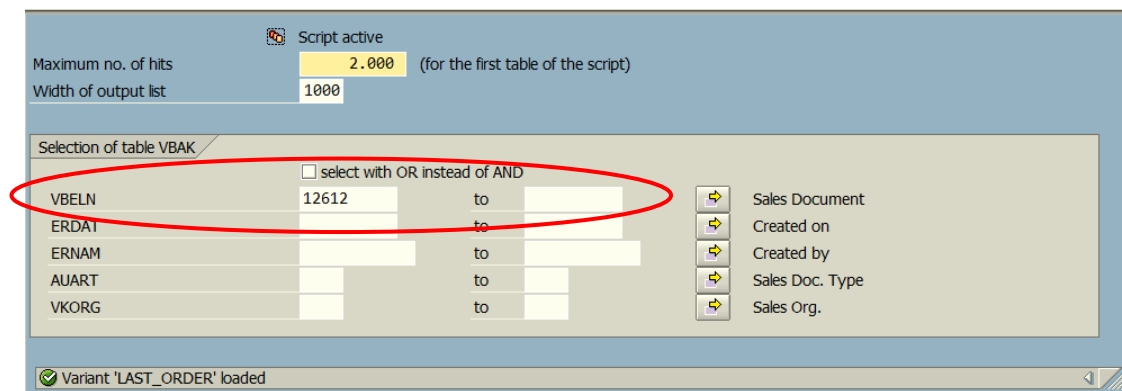 Script active
Maximum no. of hits 2.000 (for the first table of the script)
Width of output list 1000
Selection of table VBAK
select with OR instead of AND
VBELN 12612 to Sales Document
ERDAT to Created on
ERNAM to Created by
AUART to Sales Doc. Type
VKORG to Sales Org.
Variant 'LAST_ORDER' loaded